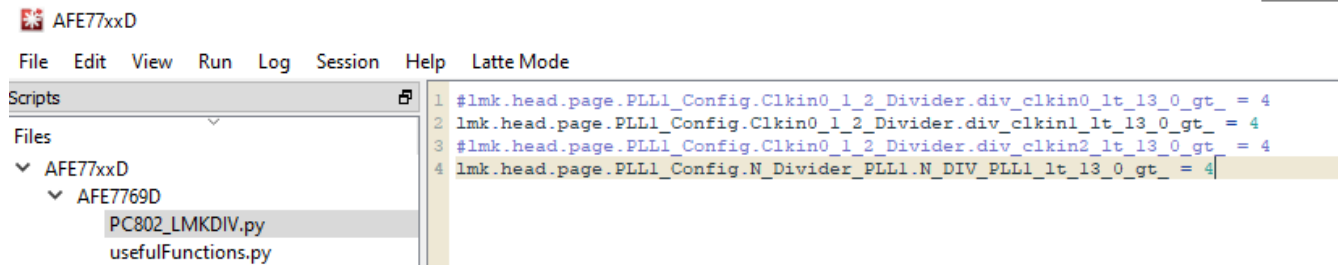 AFE77xxD
File Edit View Run Log Session Help Latte Mode
Scripts
Files
AFE77xxD
AFE7769D
PC802_LMKDIV.py
usefulFunctions.py
1 #lmk.head.page.PLL1_Config.Clkin0_1_2_Divider.div_clkin0_lt_13_0_gt_ = 4
2 lmk.head.page.PLL1_Config.Clkin0_1_2_Divider.div_clkin1_lt_13_0_gt_ = 4
3 #lmk.head.page.PLL1_Config.Clkin0_1_2_Divider.div_clkin2_lt_13_0_gt_ = 4
4 lmk.head.page.PLL1_Config.N_Divider_PLL1.N_DIV_PLL1_lt_13_0_gt_ = 4